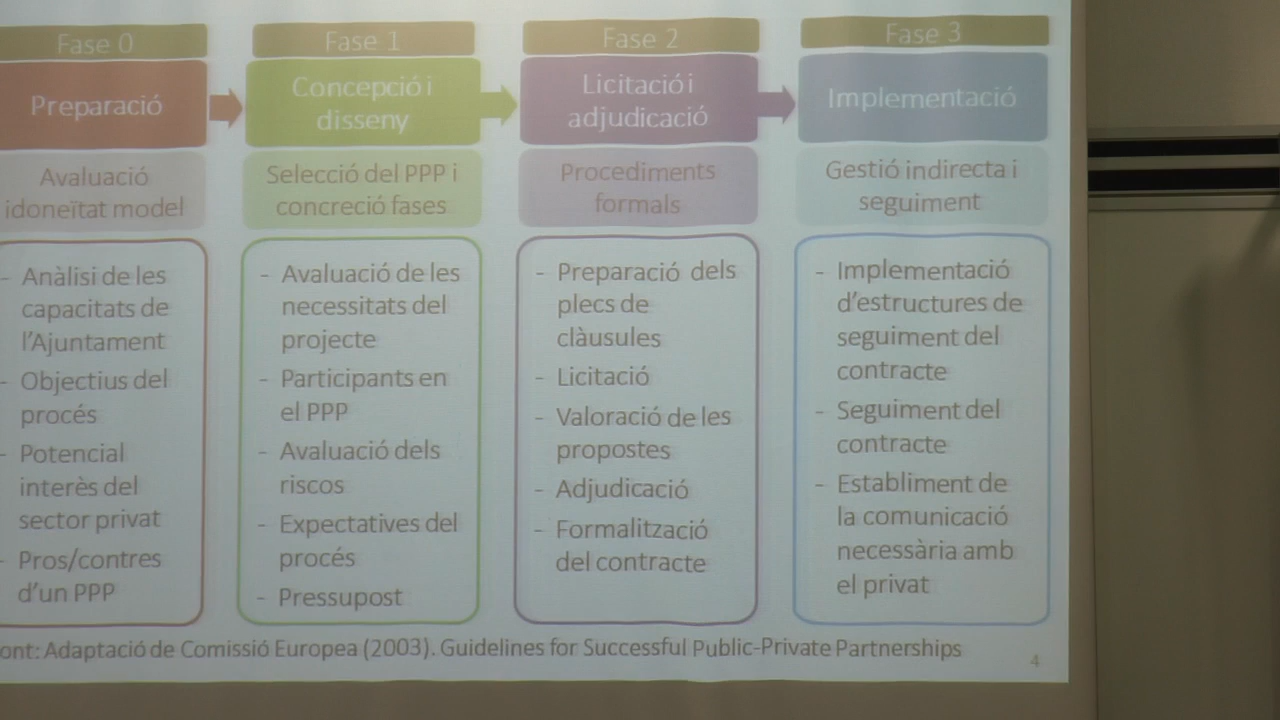 Fase 0
Preparació
Avaluació
idoneïtat model
- Anàlisi de les
capacitats de
l'Ajuntament
- Objectius del
procés
- Potencial
interès del
sector privat
- Pros/contres
d'un PPP
Fase 1
Concepció i
disseny
Selecció del PPP i
concreció fases
- Avaluació de les
necessitats del
projecte
- Participants en
el PPP
- Avaluació dels
riscos
- Expectatives del
procés
- Pressupost
Fase 2
Licitació i
adjudicació
Procediments
formals
- Preparació dels
plecs de
clàusules
- Licitació
- Valoració de les
propostes
- Adjudicació
- Formalització
del contracte
Fase 3
Implementació
Gestió indirecta i
seguiment
- Implementació
d'estructures de
seguiment del
contracte
- Seguiment del
contracte
- Establiment de
la comunicació
necessària amb
el privat
ont: Adaptació de Comissió Europea (2003). Guidelines for Successful Public-Private Partnerships
4